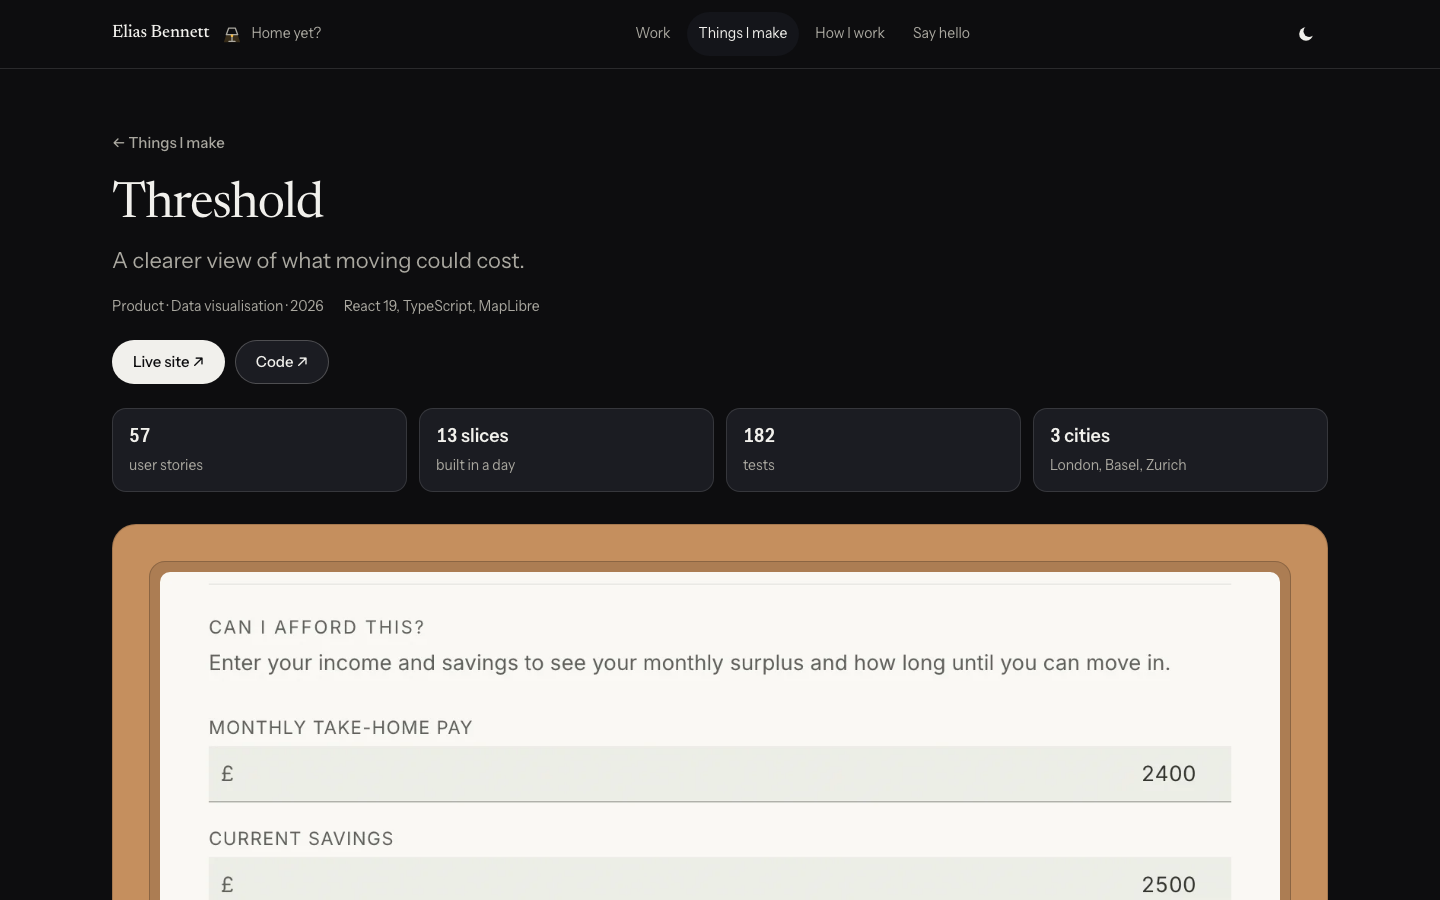 Elias Bennett
Home yet?
Work
Things I make
How I work
Say hello
← Things I make
Threshold
A clearer view of what moving could cost.
Product · Data visualisation · 2026
React 19, TypeScript, MapLibre
Live site ↗
Code ↗
57
user stories
13 slices
built in a day
182
tests
3 cities
London, Basel, Zurich
CAN I AFFORD THIS?
Enter your income and savings to see your monthly surplus and how long until you can move in.
MONTHLY TAKE-HOME PAY
£ 2400
CURRENT SAVINGS
£ 2500